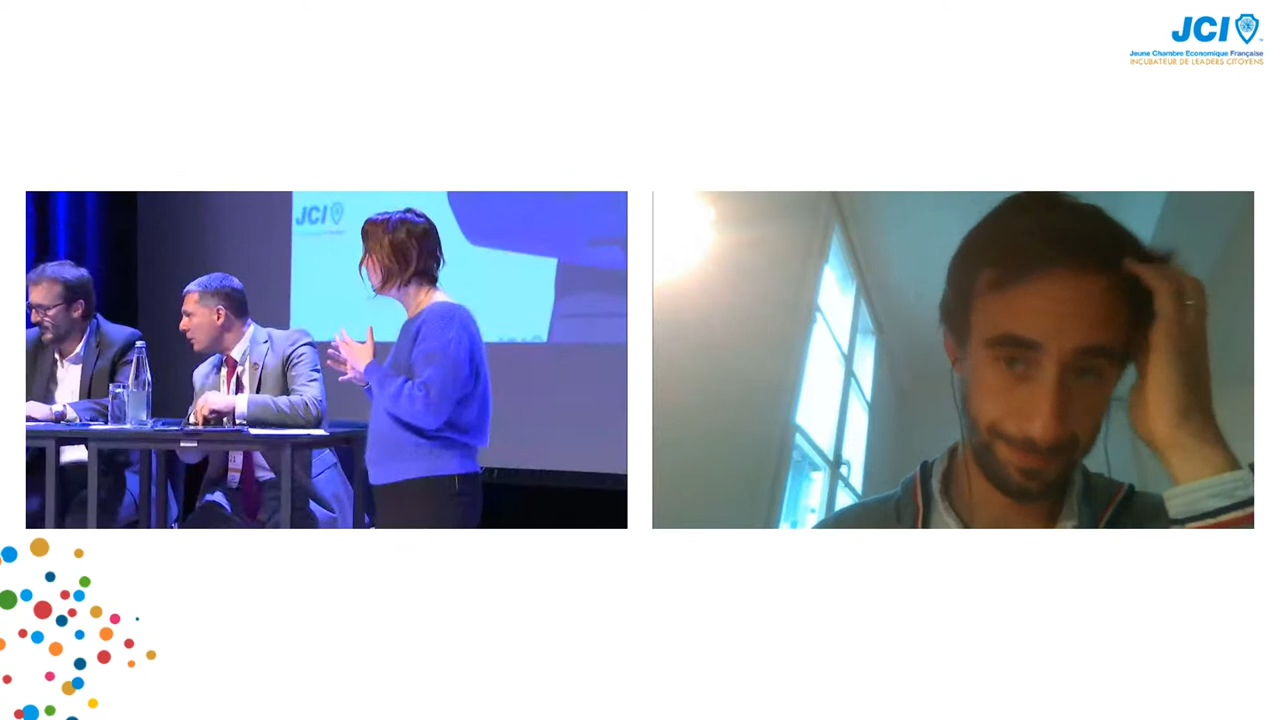 JCI
Jeune Chambre Economique Française
INCUBATEUR DE LEADERS CITOYENS
JCI